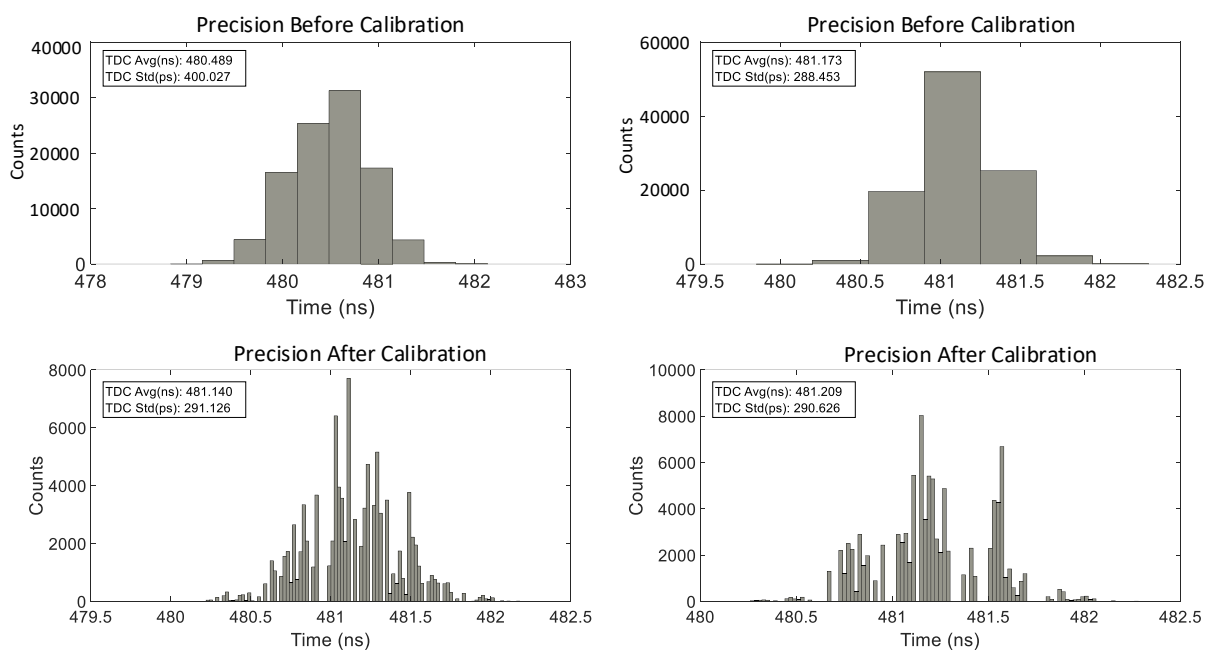 Precision Before Calibration
TDC Avg(ns): 480.489
TDC Std(ps): 400.027
40000
30000
20000
10000
0
Counts
478 479 480 481 482 483
Time (ns)
Precision Before Calibration
TDC Avg(ns): 481.173
TDC Std(ps): 288.453
60000
40000
20000
0
Counts
479.5 480 480.5 481 481.5 482 482.5
Time (ns)
Precision After Calibration
TDC Avg(ns): 481.140
TDC Std(ps): 291.126
8000
6000
4000
2000
0
Counts
479.5 480 480.5 481 481.5 482 482.5
Time (ns)
Precision After Calibration
TDC Avg(ns): 481.209
TDC Std(ps): 290.626
10000
8000
6000
4000
2000
0
Counts
480 480.5 481 481.5 482 482.5
Time (ns)